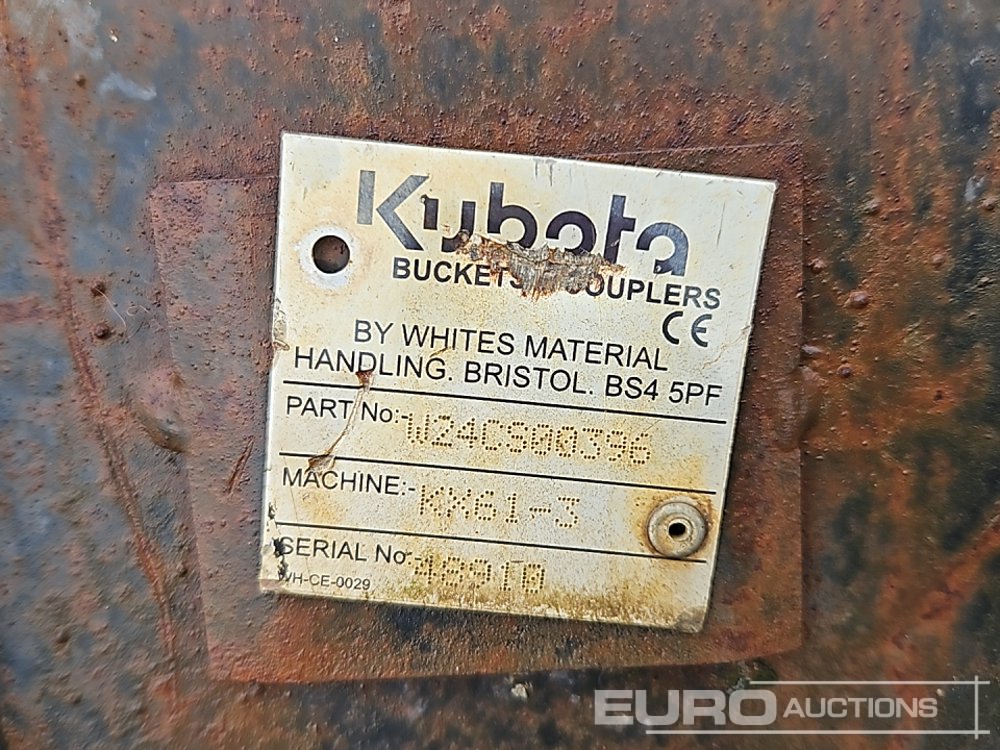 Kubota
BUCKETS COUPLERS
CE
BY WHITES MATERIAL
HANDLING. BRISTOL. BS4 5PF
PART No:- W24CS00396
MACHINE:- KX61-3
SERIAL No:- 48910
WH-CE-0029
EURO AUCTIONS